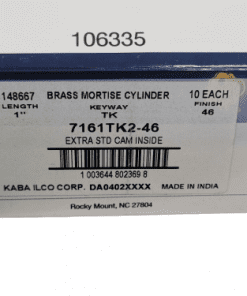 106335
148667 BRASS MORTISE CYLINDER 10 EACH
LENGTH KEYWAY FINISH
1" TK 46
7161TK2-46
EXTRA STD CAM INSIDE
1 003644 802369 8
KABA ILCO CORP. DA0402XXXX MADE IN INDIA
Rocky Mount, NC 27804